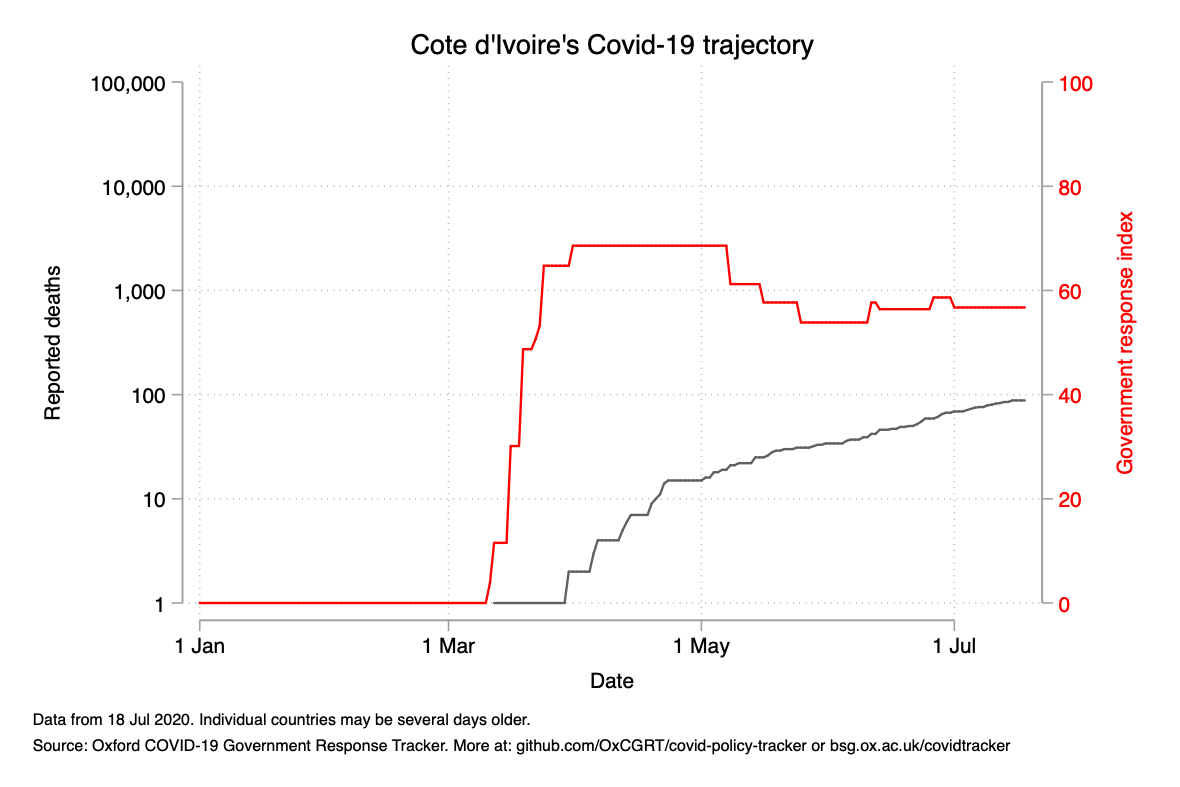 Cote d'Ivoire's Covid-19 trajectory
100,000
10,000
1,000
100
10
1
Reported deaths
100
80
60
40
20
0
Government response index
1 Jan
1 Mar
1 May
1 Jul
Date
Data from 18 Jul 2020. Individual countries may be several days older.
Source: Oxford COVID-19 Government Response Tracker. More at: github.com/OxCGRT/covid-policy-tracker or bsg.ox.ac.uk/covidtracker